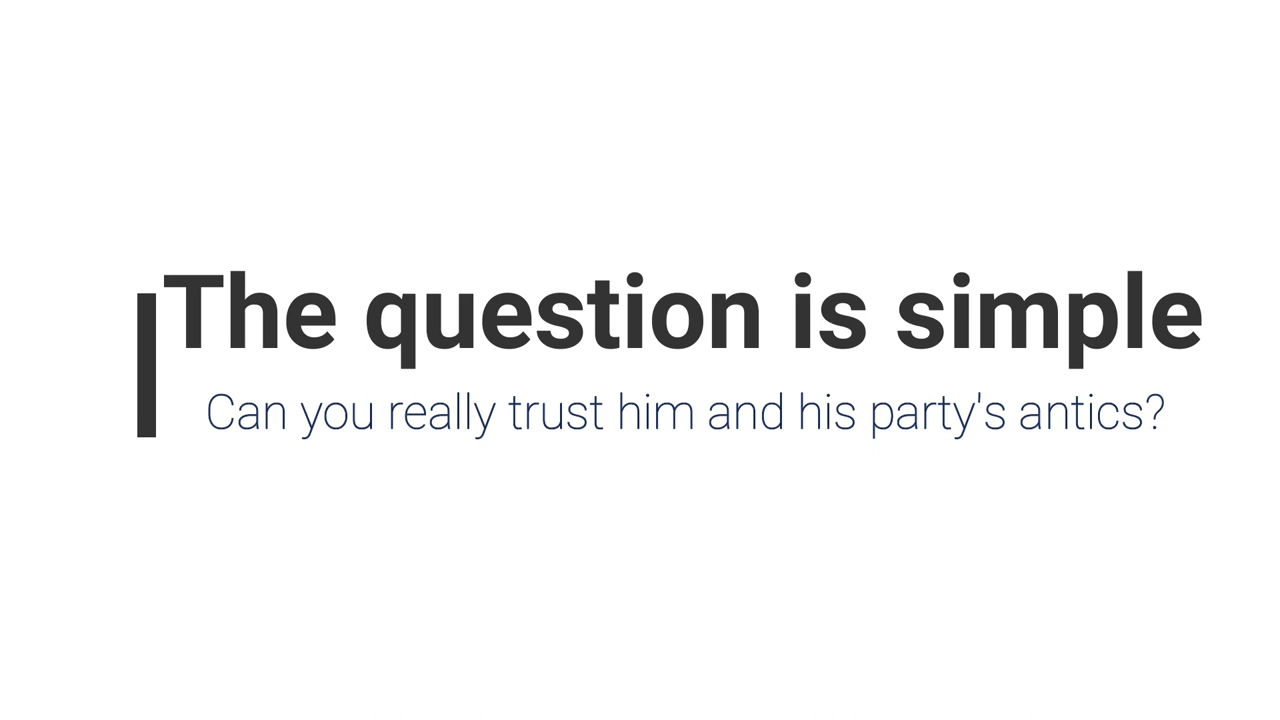 The question is simple
Can you really trust him and his party's antics?